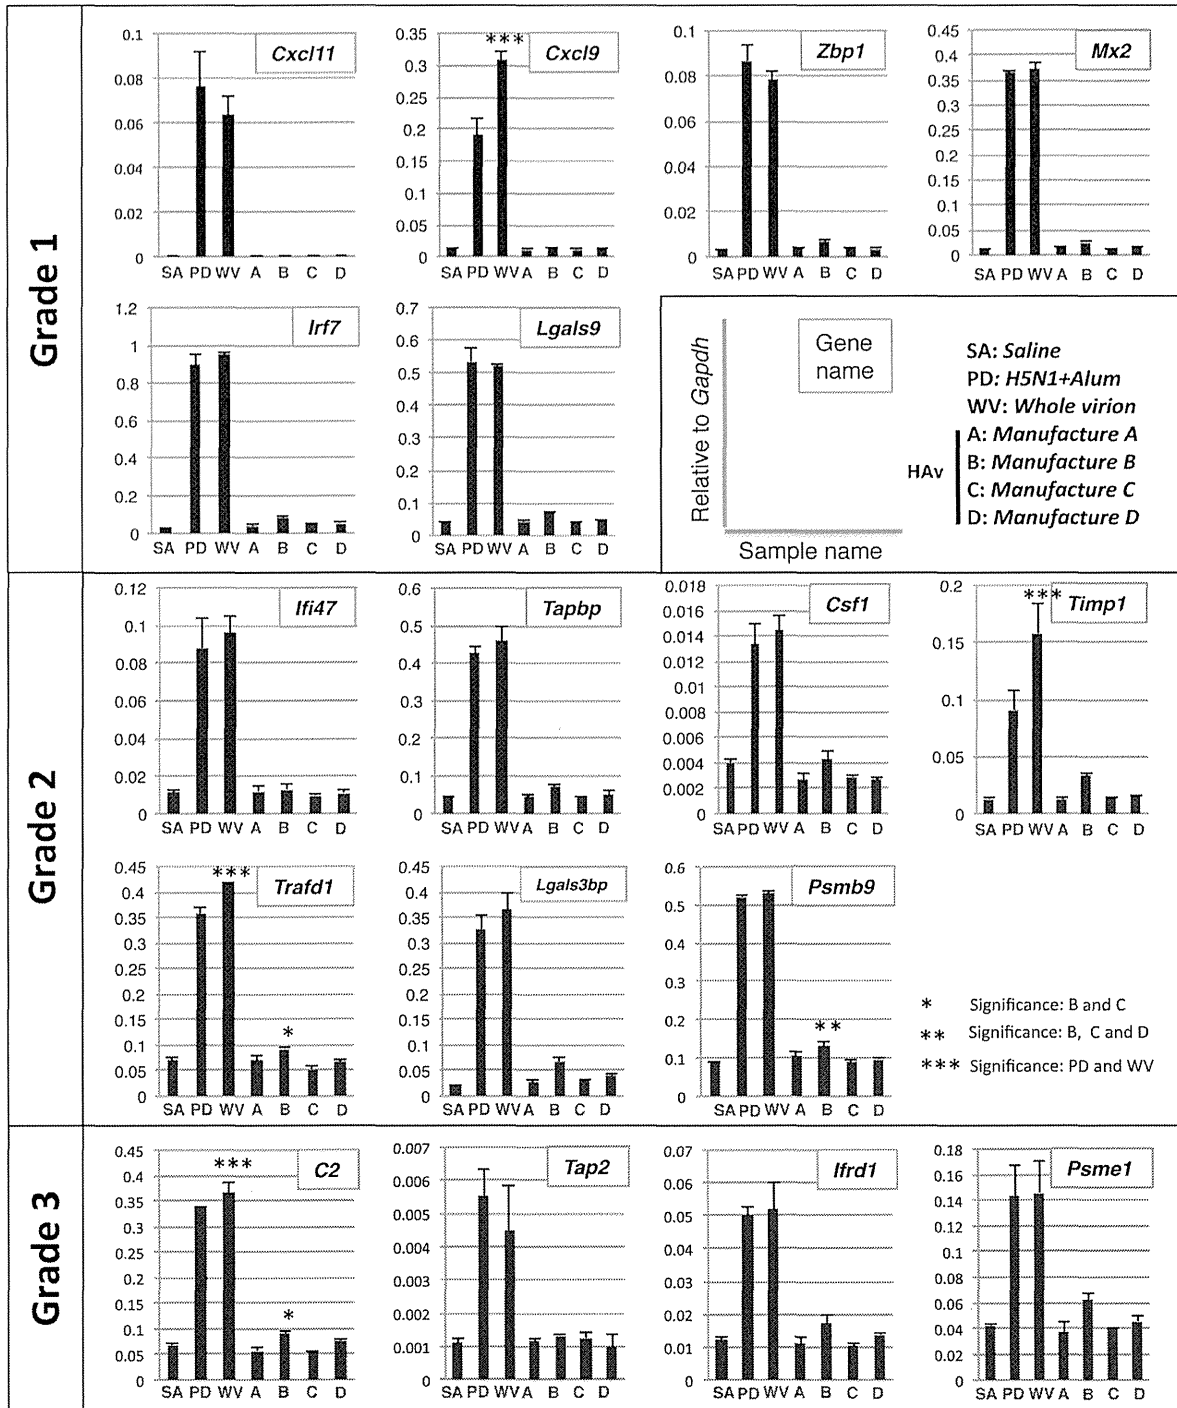 Grade 1
Cxcl11
0.1
0.08
0.06
0.04
0.02
0
SA PD WV A B C D
Cxcl9
***
0.35
0.3
0.25
0.2
0.15
0.1
0.05
0
SA PD WV A B C D
Zbp1
0.1
0.08
0.06
0.04
0.02
0
SA PD WV A B C D
Mx2
0.45
0.4
0.35
0.3
0.25
0.2
0.15
0.1
0.05
0
SA PD WV A B C D
Irf7
1.2
1
0.8
0.6
0.4
0.2
0
SA PD WV A B C D
Lgals9
0.7
0.6
0.5
0.4
0.3
0.2
0.1
0
SA PD WV A B C D
Relative to Gapdh
Gene
name
Sample name
SA: Saline
PD: H5N1+Alum
WV: Whole virion
HAv
A: Manufacture A
B: Manufacture B
C: Manufacture C
D: Manufacture D
Grade 2
Ifi47
0.12
0.1
0.08
0.06
0.04
0.02
0
SA PD WV A B C D
Tapbp
0.6
0.5
0.4
0.3
0.2
0.1
0
SA PD WV A B C D
Csf1
0.018
0.016
0.014
0.012
0.01
0.008
0.006
0.004
0.002
0
SA PD WV A B C D
Timp1
***
0.2
0.15
0.1
0.05
0
SA PD WV A B C D
Trafd1
***
*
0.45
0.4
0.35
0.3
0.25
0.2
0.15
0.1
0.05
0
SA PD WV A B C D
Lgals3bp
0.45
0.4
0.35
0.3
0.25
0.2
0.15
0.1
0.05
0
SA PD WV A B C D
Psmb9
**
0.6
0.5
0.4
0.3
0.2
0.1
0
SA PD WV A B C D
* Significance: B and C
** Significance: B, C and D
*** Significance: PD and WV
Grade 3
C2
***
*
0.45
0.4
0.35
0.3
0.25
0.2
0.15
0.1
0.05
0
SA PD WV A B C D
Tap2
0.007
0.006
0.005
0.004
0.003
0.002
0.001
0
SA PD WV A B C D
Ifrd1
0.07
0.06
0.05
0.04
0.03
0.02
0.01
0
SA PD WV A B C D
Psme1
0.18
0.16
0.14
0.12
0.1
0.08
0.06
0.04
0.02
0
SA PD WV A B C D